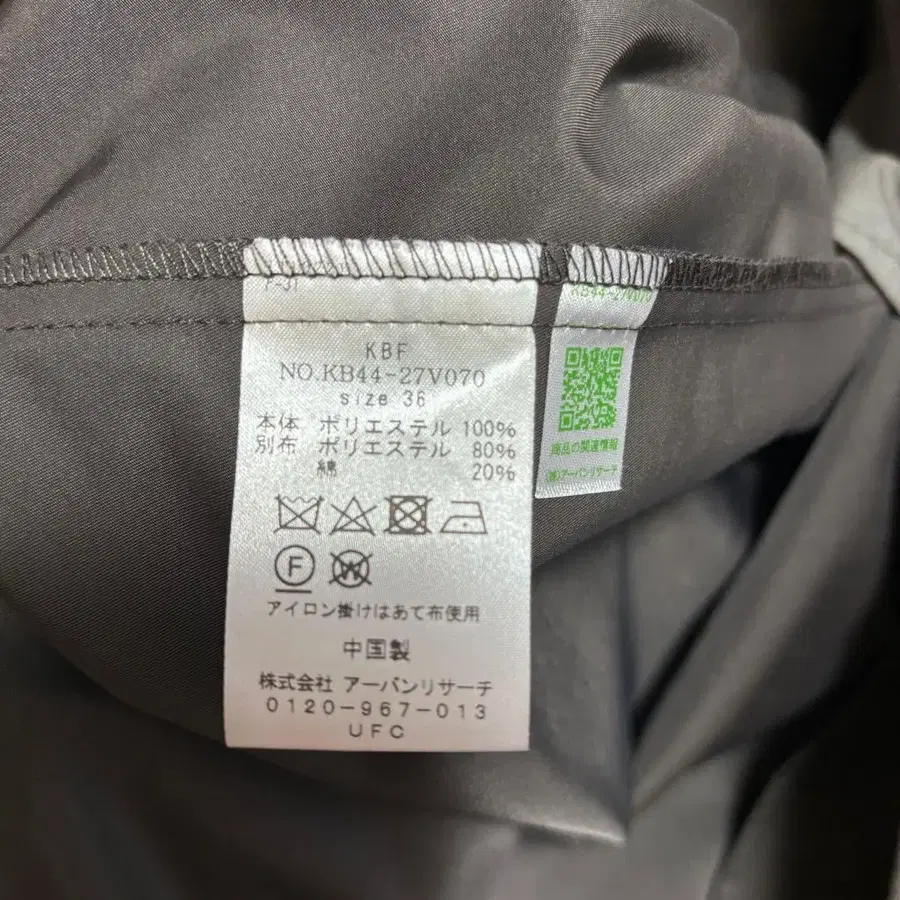 F-31
KBF
NO.KB44-27V070
size 36
本体 ポリエステル 100%
別布 ポリエステル 80%
綿 20%
F
W
アイロン掛けはあて布使用
中国製
株式会社 アーバンリサーチ
0120-967-013
UFC
KB44-27V070
商品の関連情報
(株)アーバンリサーチ